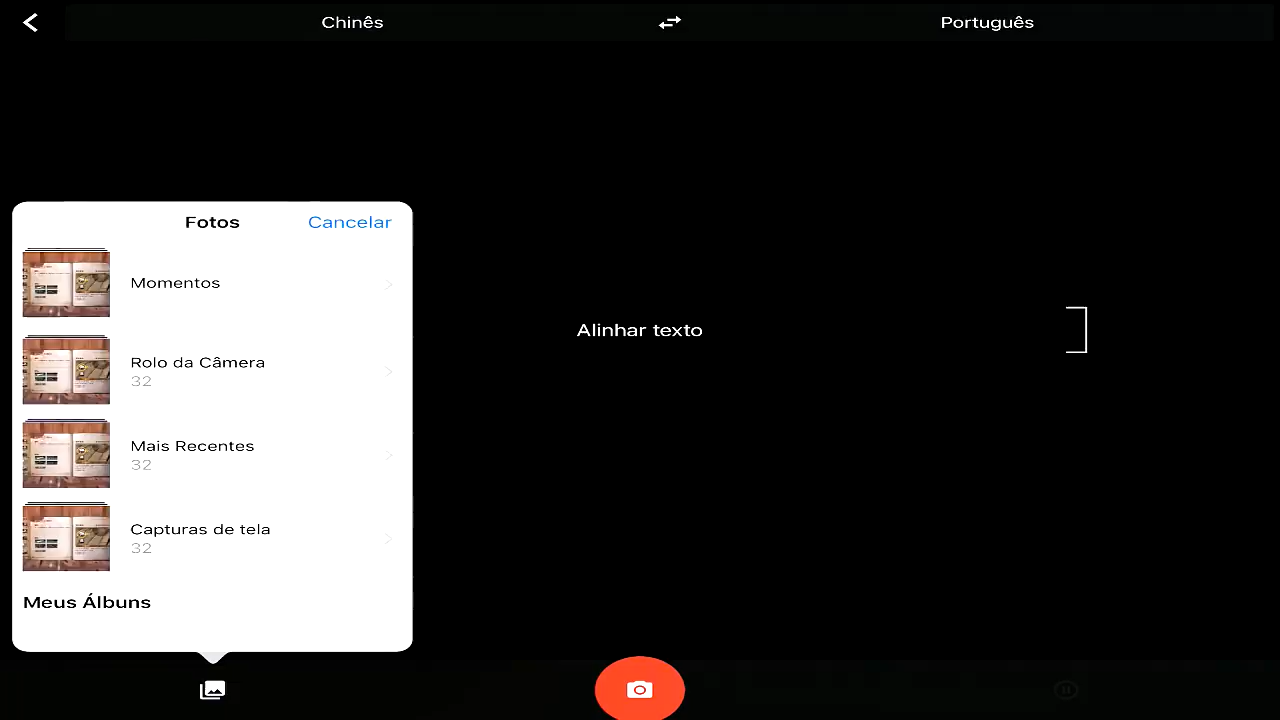 Chinês
Português
Fotos
Cancelar
Momentos
Rolo da Câmera
32
Mais Recentes
32
Capturas de tela
32
Meus Álbuns
Alinhar texto